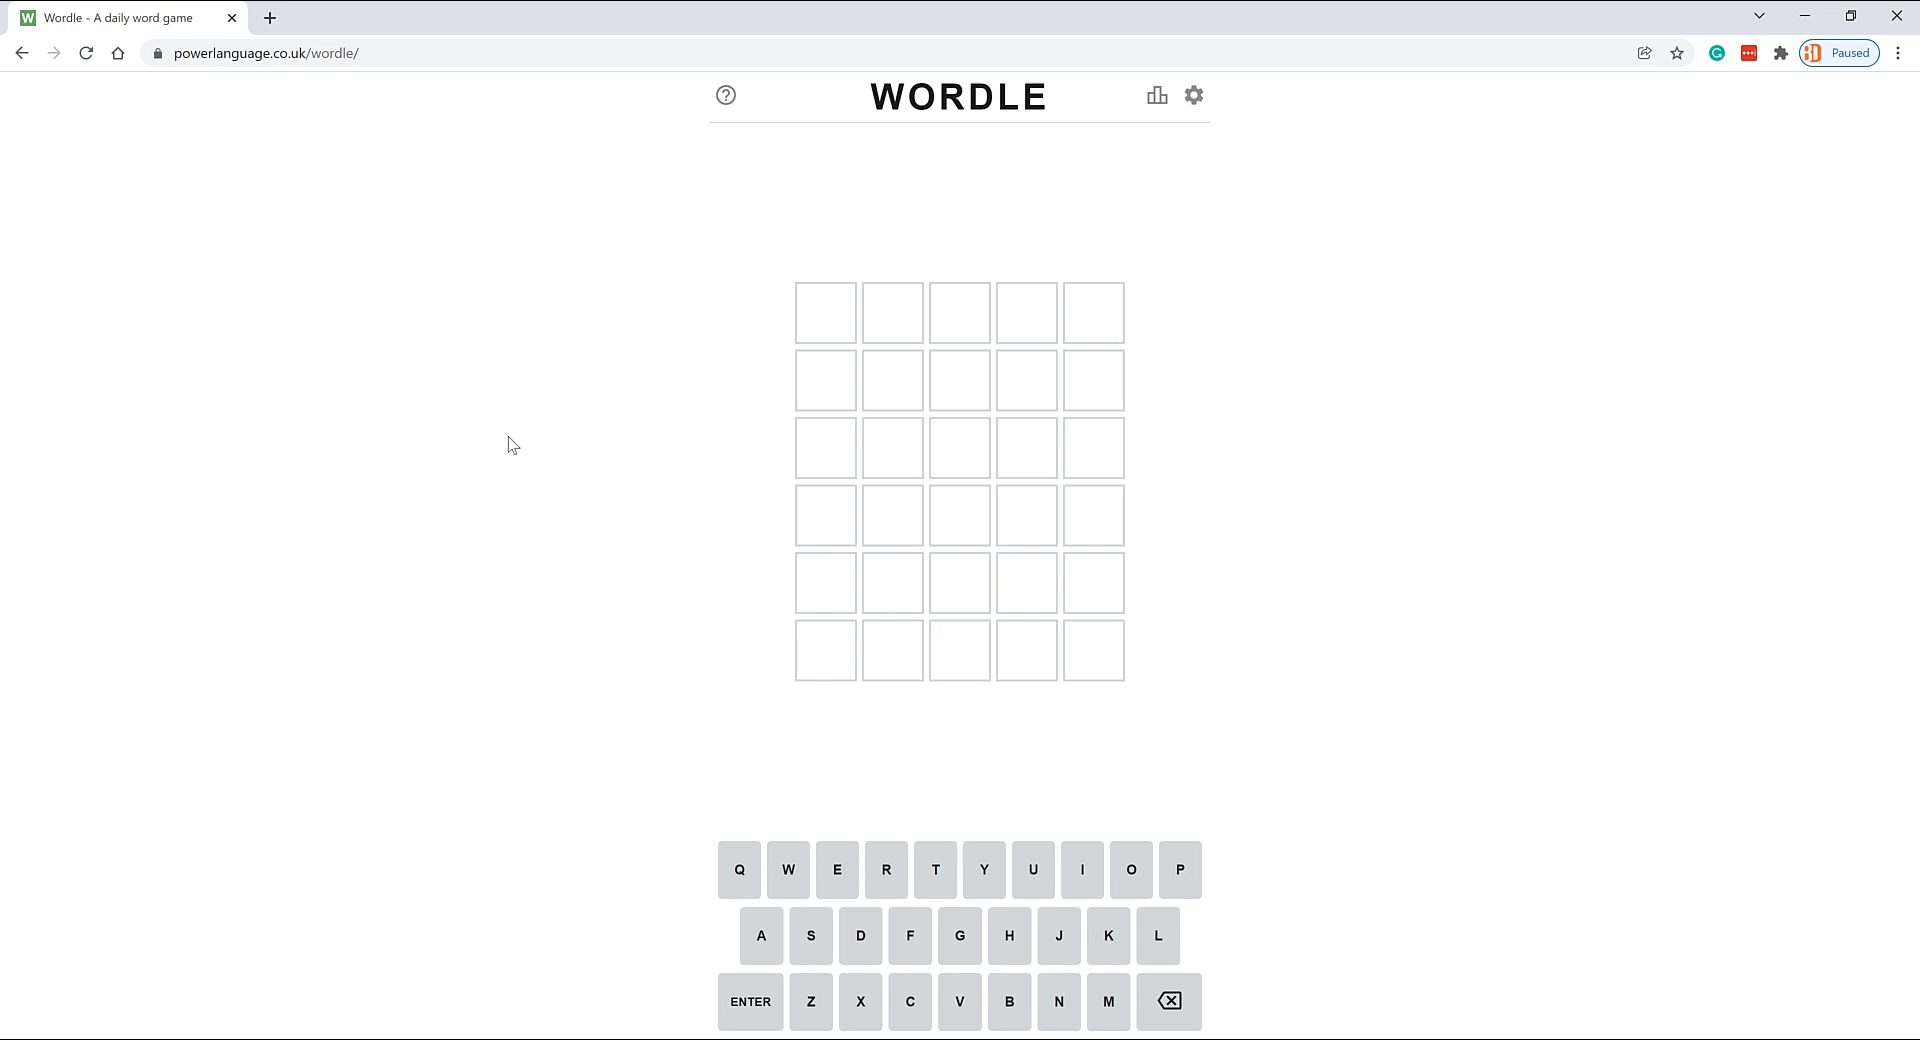 W Wordle - A daily word game
powerlanguage.co.uk/wordle/
Paused
WORDLE
Q W E R T Y U I O P
A S D F G H J K L
ENTER Z X C V B N M